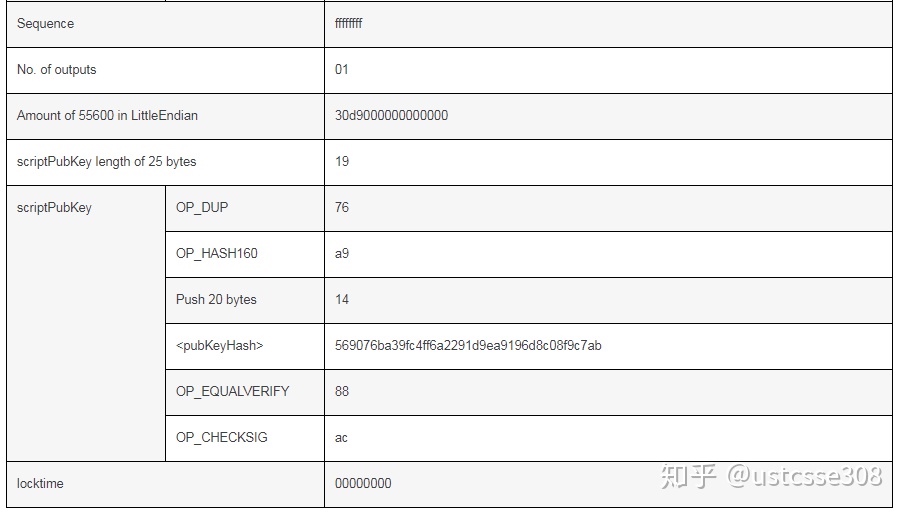 Sequence ffffffff
No. of outputs 01
Amount of 55600 in LittleEndian 30d9000000000000
scriptPubKey length of 25 bytes 19
scriptPubKey OP_DUP 76
OP_HASH160 a9
Push 20 bytes 14
<pubKeyHash> 569076ba39fc4ff6a2291d9ea9196d8c08f9c7ab
OP_EQUALVERIFY 88
OP_CHECKSIG ac
locktime 00000000
知乎 @ustcsse308